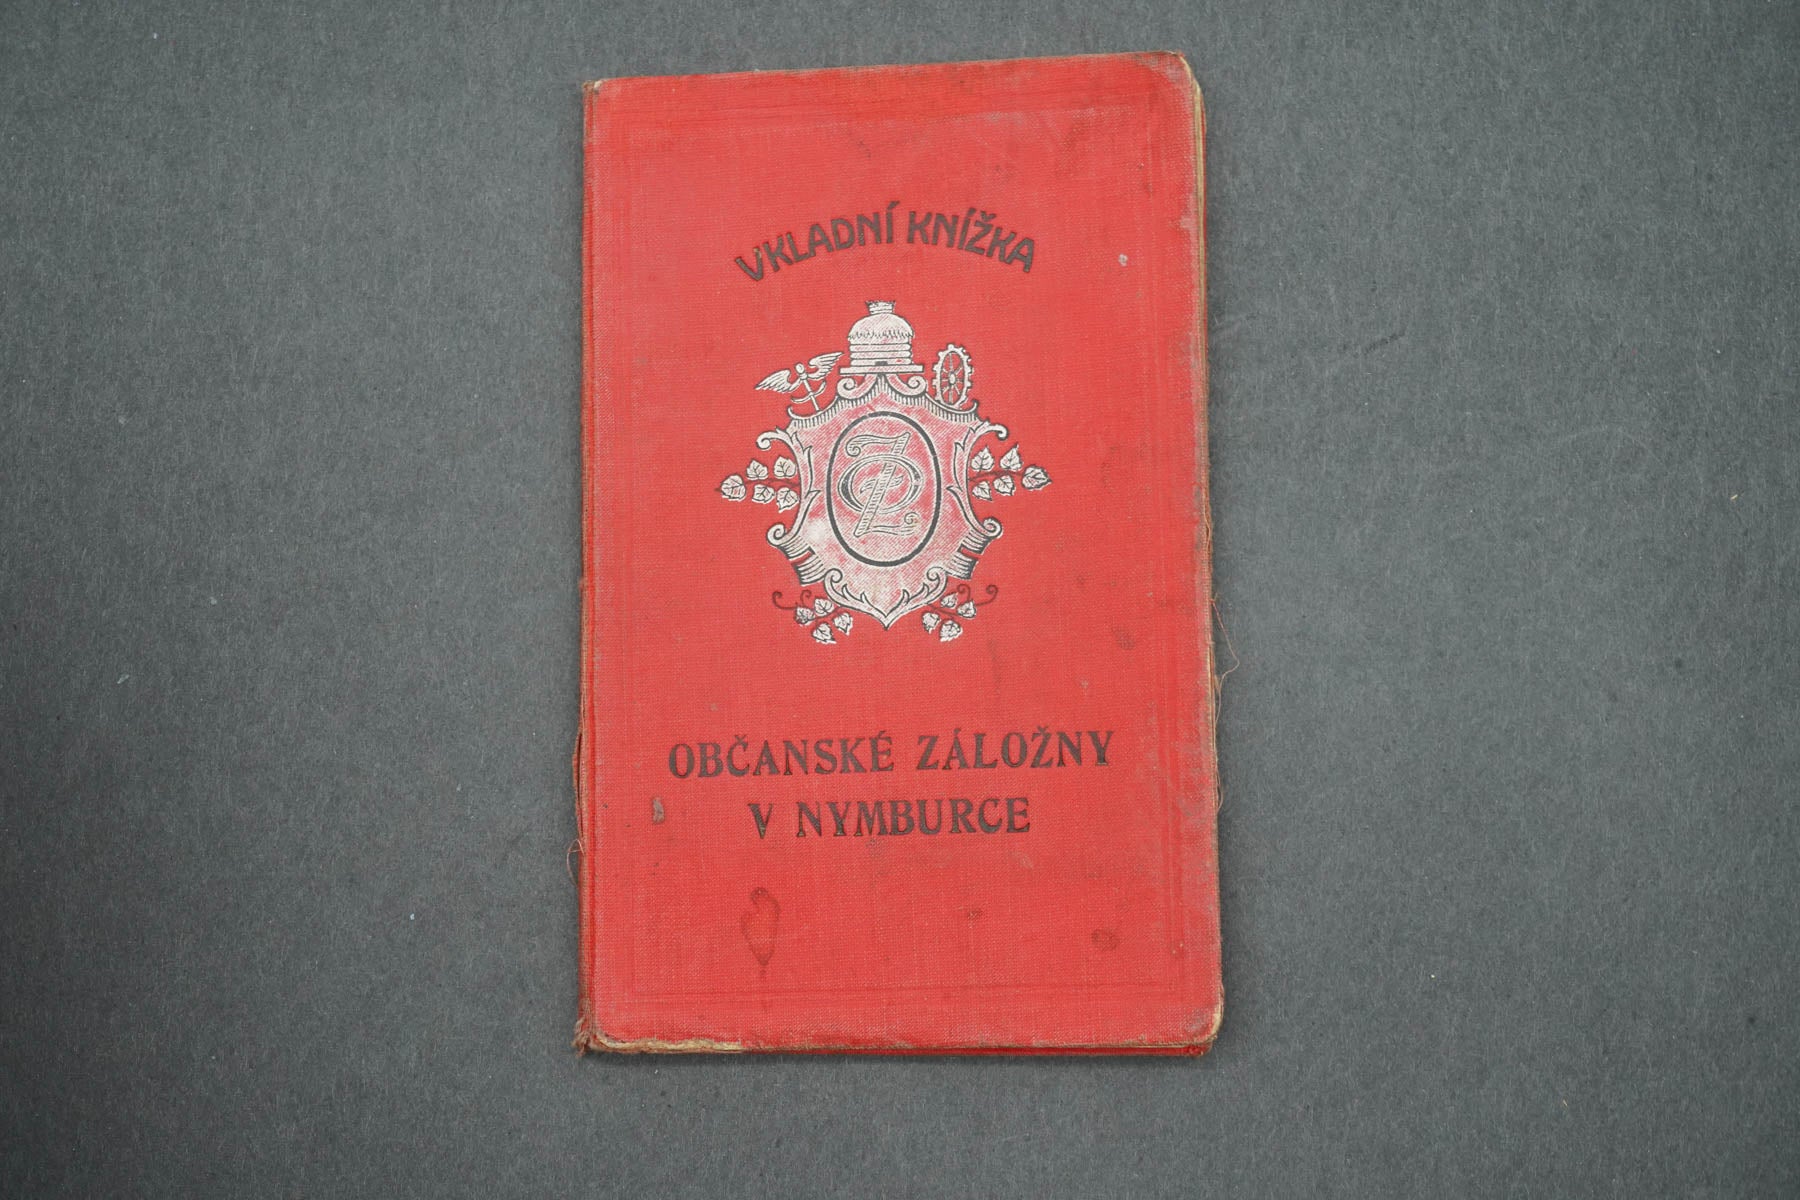 VKLADNÍ KNÍŽKA
OBČANSKÉ ZÁLOŽNY
V NYMBURCE